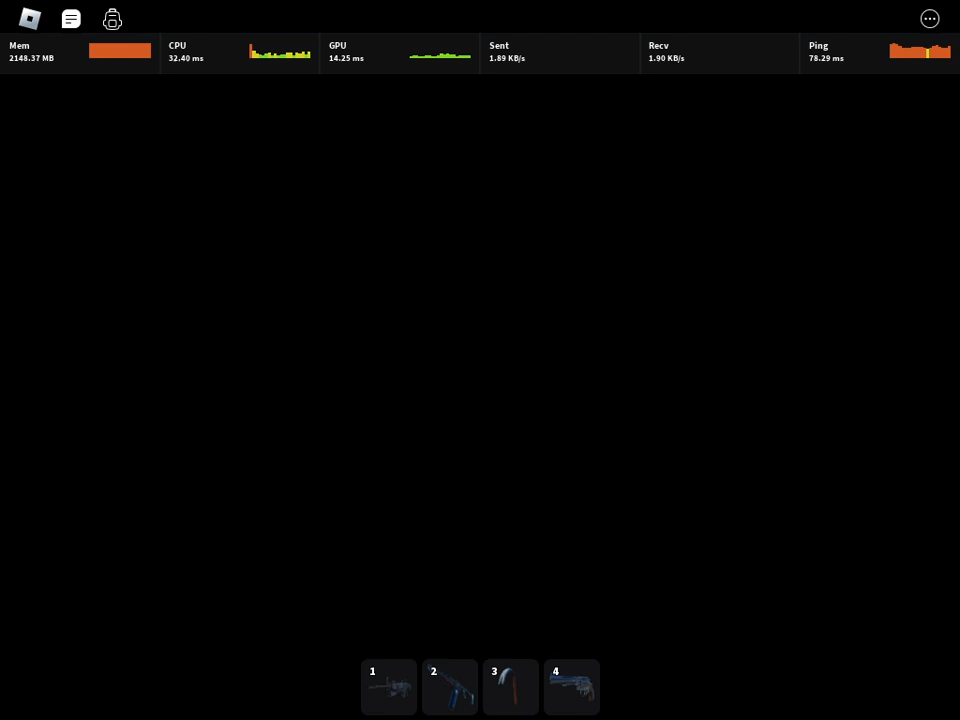 Mem
2148.37 MB
CPU
32.40 ms
GPU
14.25 ms
Sent
1.89 KB/s
Recv
1.90 KB/s
Ping
78.29 ms
1
2
3
4